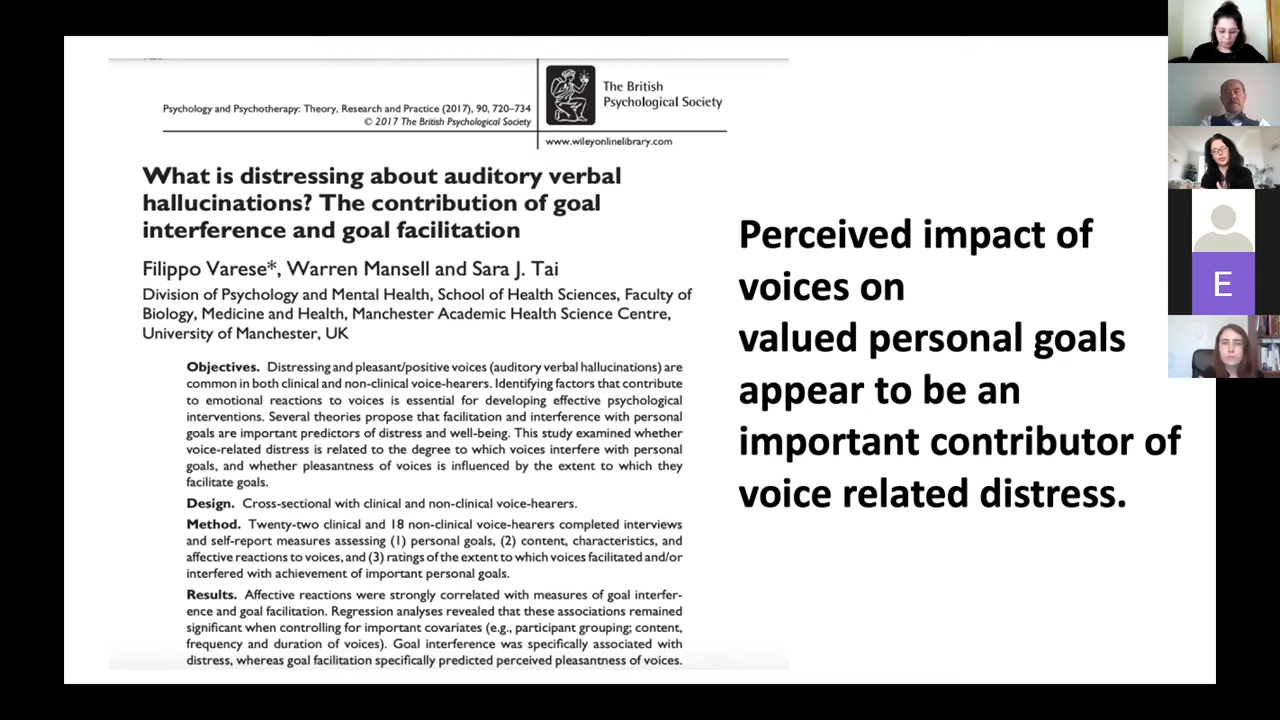 The British
Psychological Society
Psychology and Psychotherapy: Theory, Research and Practice (2017), 90, 720–734
© 2017 The British Psychological Society
www.wileyonlinelibrary.com
What is distressing about auditory verbal
hallucinations? The contribution of goal
interference and goal facilitation
Filippo Varese*, Warren Mansell and Sara J. Tai
Division of Psychology and Mental Health, School of Health Sciences, Faculty of
Biology, Medicine and Health, Manchester Academic Health Science Centre,
University of Manchester, UK
Objectives. Distressing and pleasant/positive voices (auditory verbal hallucinations) are
common in both clinical and non-clinical voice-hearers. Identifying factors that contribute
to emotional reactions to voices is essential for developing effective psychological
interventions. Several theories propose that facilitation and interference with personal
goals are important predictors of distress and well-being. This study examined whether
voice-related distress is related to the degree to which voices interfere with personal
goals, and whether pleasantness of voices is influenced by the extent to which they
facilitate goals.
Design. Cross-sectional with clinical and non-clinical voice-hearers.
Method. Twenty-two clinical and 18 non-clinical voice-hearers completed interviews
and self-report measures assessing (1) personal goals, (2) content, characteristics, and
affective reactions to voices, and (3) ratings of the extent to which voices facilitated and/or
interfered with achievement of important personal goals.
Results. Affective reactions were strongly correlated with measures of goal interfer-
ence and goal facilitation. Regression analyses revealed that these associations remained
significant when controlling for important covariates (e.g., participant grouping; content,
frequency and duration of voices). Goal interference was specifically associated with
distress, whereas goal facilitation specifically predicted perceived pleasantness of voices.
Perceived impact of
voices on
valued personal goals
appear to be an
important contributor of
voice related distress.
E